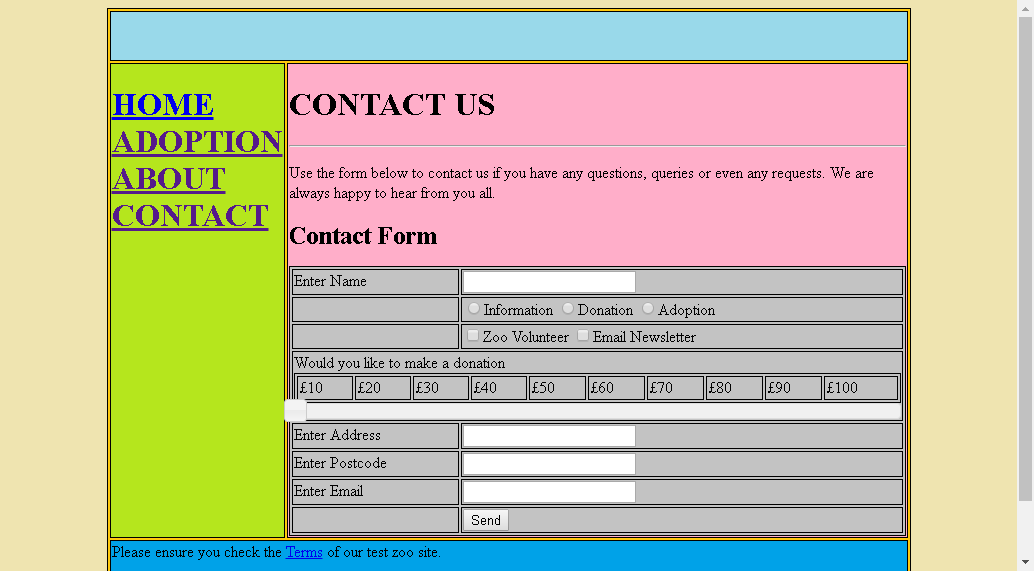 HOME
ADOPTION
ABOUT
CONTACT
CONTACT US
Use the form below to contact us if you have any questions, queries or even any requests. We are
always happy to hear from you all.
Contact Form
Enter Name
Information Donation Adoption
Zoo Volunteer Email Newsletter
Would you like to make a donation
£10 £20 £30 £40 £50 £60 £70 £80 £90 £100
Enter Address
Enter Postcode
Enter Email
Send
Please ensure you check the Terms of our test zoo site.